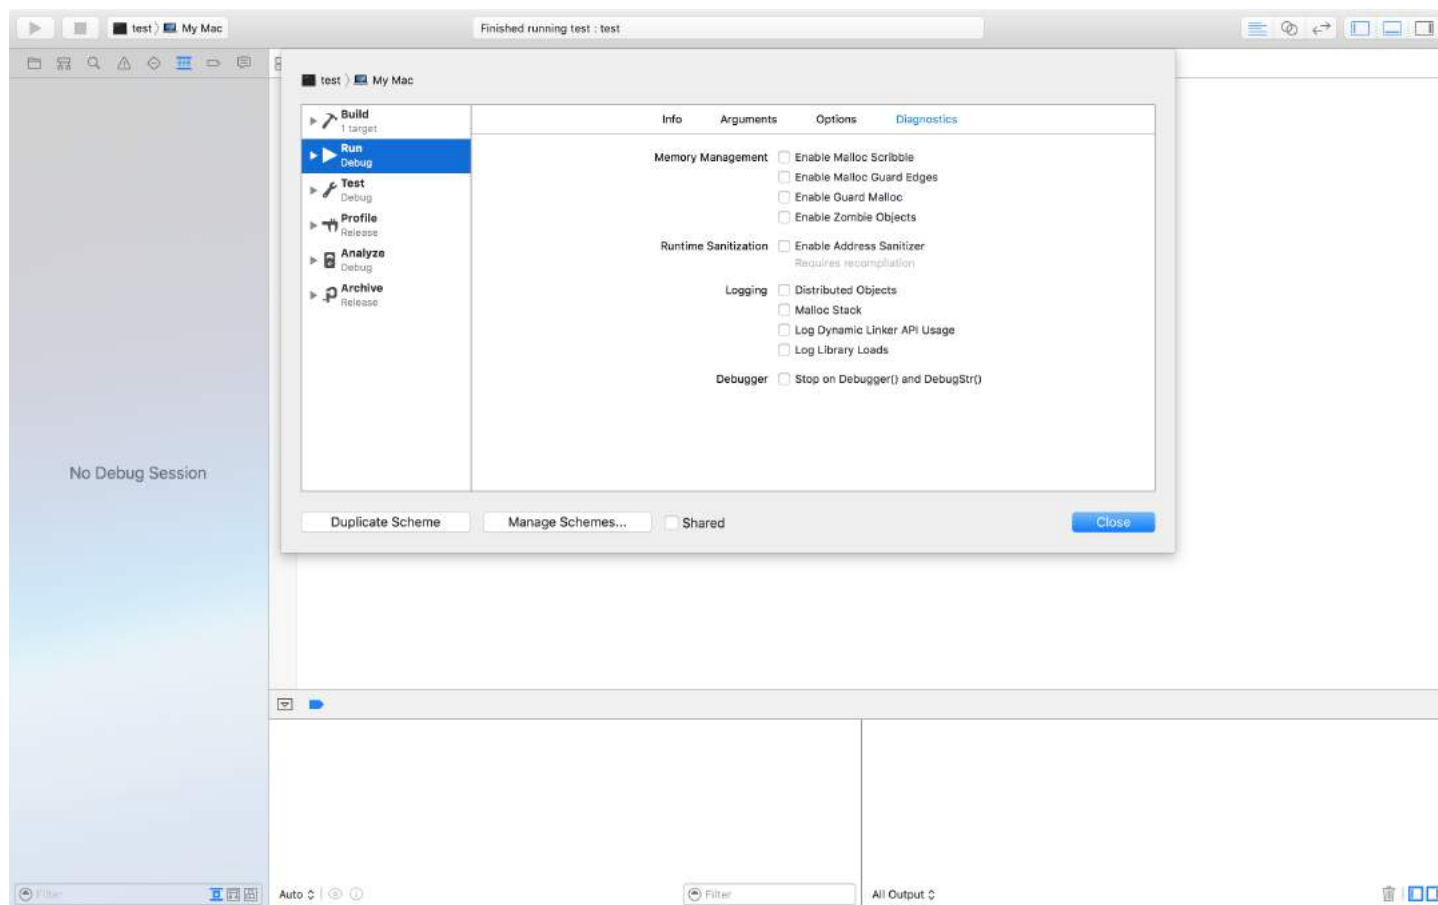 test My Mac
Finished running test : test
test My Mac
Build
1 target
Run
Debug
Test
Debug
Profile
Release
Analyze
Debug
Archive
Release
Info Arguments Options Diagnostics
Memory Management Enable Malloc Scribble
Enable Malloc Guard Edges
Enable Guard Malloc
Enable Zombie Objects
Runtime Sanitization Enable Address Sanitizer
Requires recompilation
Logging Distributed Objects
Malloc Stack
Log Dynamic Linker API Usage
Log Library Loads
Debugger Stop on Debugger() and DebugStr()
No Debug Session
Duplicate Scheme Manage Schemes... Shared Close
Filter Auto Filter All Output